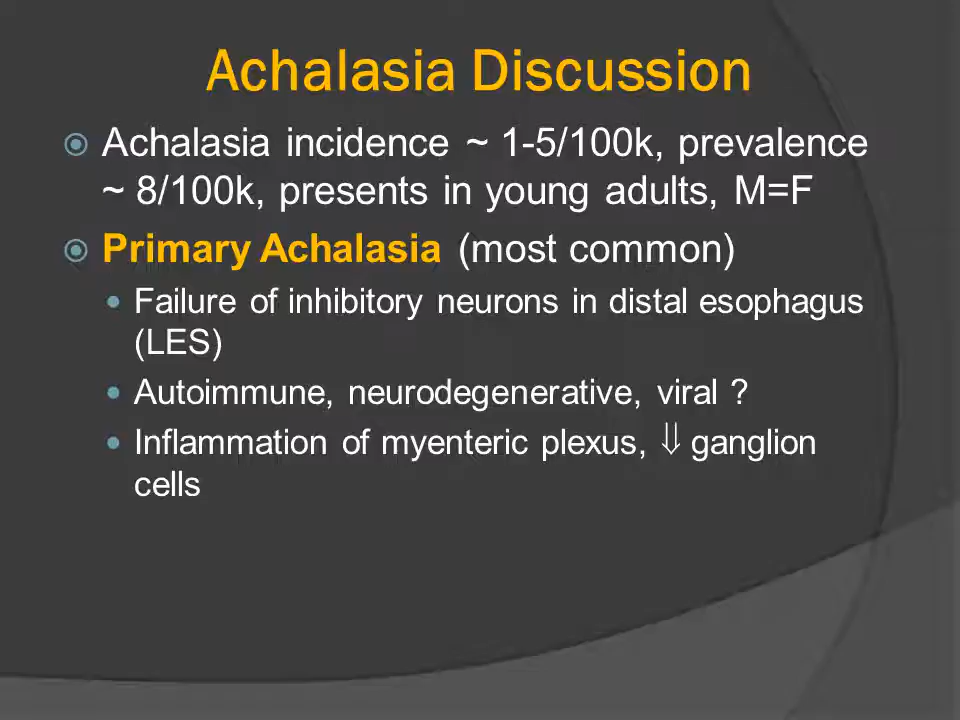 Achalasia Discussion
Achalasia incidence ~ 1-5/100k, prevalence
~ 8/100k, presents in young adults, M=F
Primary Achalasia (most common)
Failure of inhibitory neurons in distal esophagus
(LES)
Autoimmune, neurodegenerative, viral ?
Inflammation of myenteric plexus, ⇓ ganglion
cells